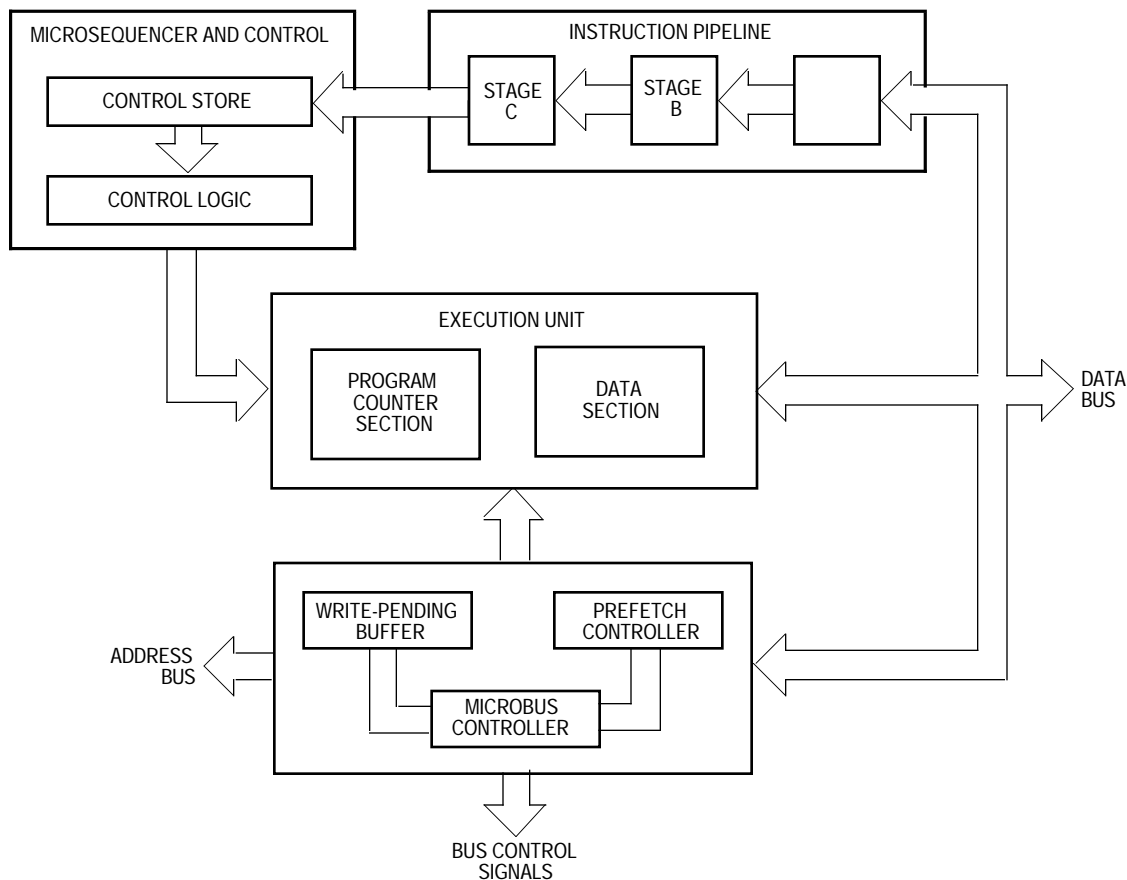 MICROSEQUENCER AND CONTROL
CONTROL STORE
CONTROL LOGIC
INSTRUCTION PIPELINE
STAGE
C
STAGE
B
EXECUTION UNIT
PROGRAM
COUNTER
SECTION
DATA
SECTION
DATA
BUS
WRITE-PENDING
BUFFER
PREFETCH
CONTROLLER
MICROBUS
CONTROLLER
ADDRESS
BUS
BUS CONTROL
SIGNALS